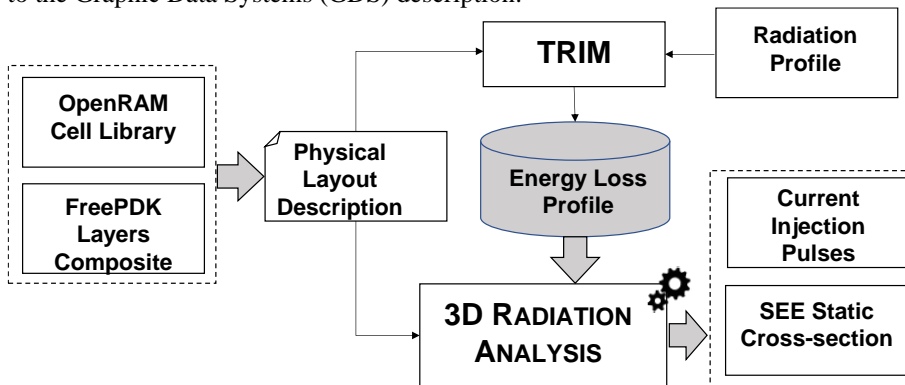 to the Graphic Data Systems (GDS) description.
TRIM
Radiation
Profile
OpenRAM
Cell Library
FreePDK
Layers
Composite
Physical
Layout
Description
Energy Loss
Profile
3D RADIATION
ANALYSIS
Current
Injection
Pulses
SEE Static
Cross-section